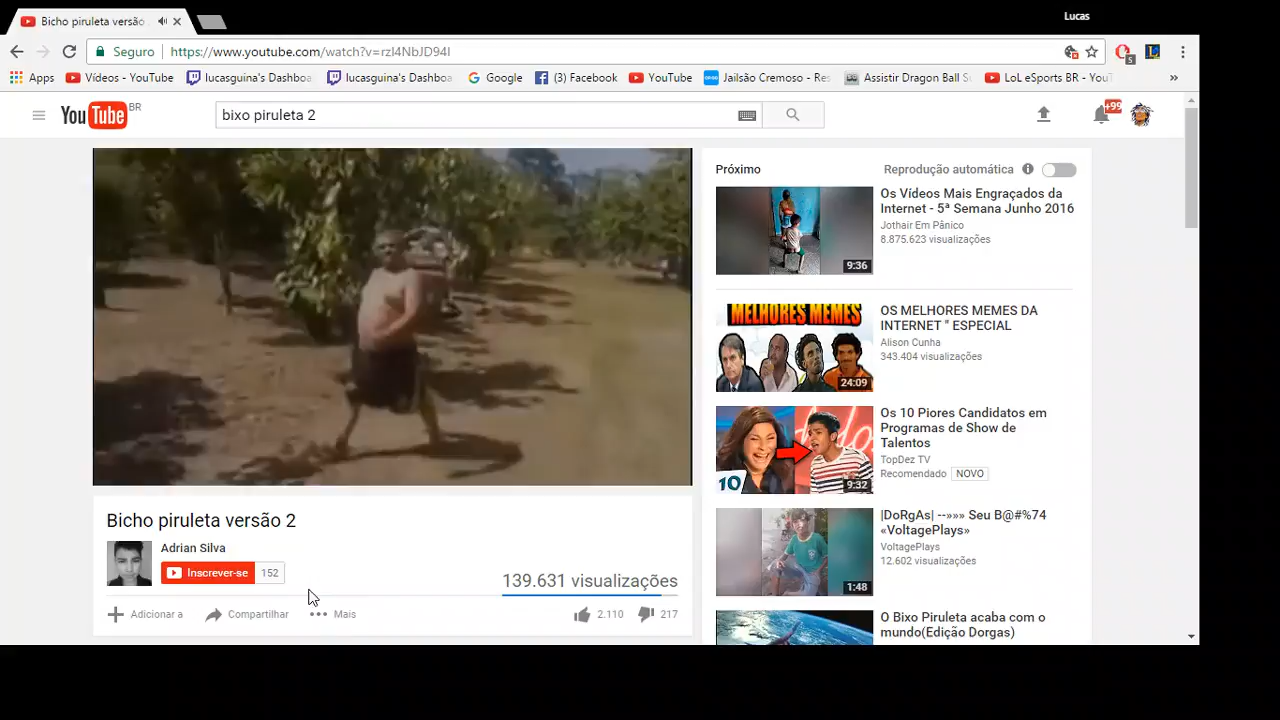 Lucas
Bicho piruleta versão
Seguro
https://www.youtube.com/watch?v=rzI4NbJD94I
5
Apps
Vídeos - YouTube
lucasguina's Dashboa
lucasguina's Dashboa
Google
(3) Facebook
YouTube
Jailsão Cremoso - Res
Assistir Dragon Ball Su
LoL eSports BR - YouT
»
YouTube BR
bixo piruleta 2
+99
Próximo
Reprodução automática
Os Vídeos Mais Engraçados da
Internet - 5ª Semana Junho 2016
Jothair Em Pânico
8.875.623 visualizações
9:36
MELHORES MEMES
24:09
OS MELHORES MEMES DA
INTERNET " ESPECIAL
Alison Cunha
343.404 visualizações
10
9:32
Os 10 Piores Candidatos em
Programas de Show de
Talentos
TopDez TV
Recomendado NOVO
1:48
|DoRgAs| --»»» Seu B@#%74
«VoltagePlays»
VoltagePlays
12.602 visualizações
O Bixo Piruleta acaba com o
mundo(Edição Dorgas)
Bicho piruleta versão 2
Adrian Silva
Inscrever-se 152
139.631 visualizações
Adicionar a
Compartilhar
Mais
2.110
217